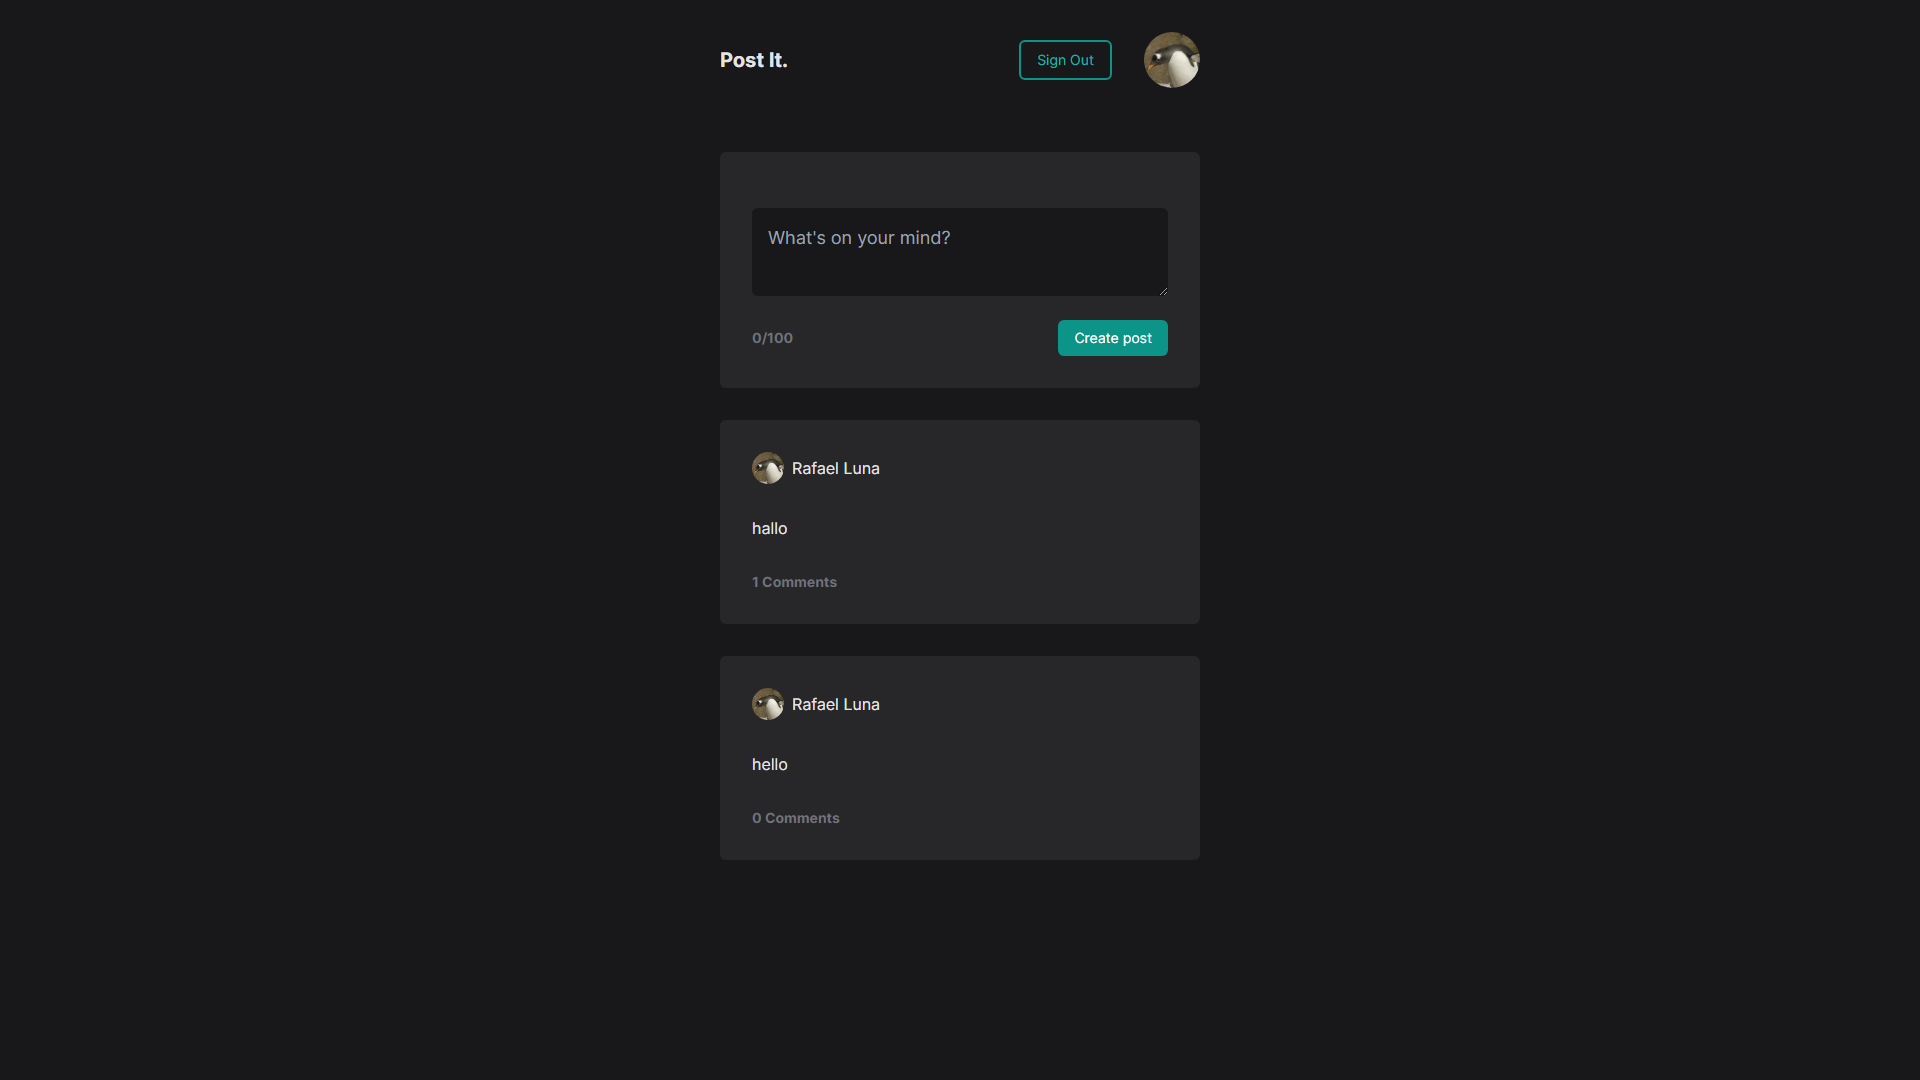 Post It.
Sign Out
What's on your mind?
0/100
Create post
Rafael Luna
hallo
1 Comments
Rafael Luna
hello
0 Comments